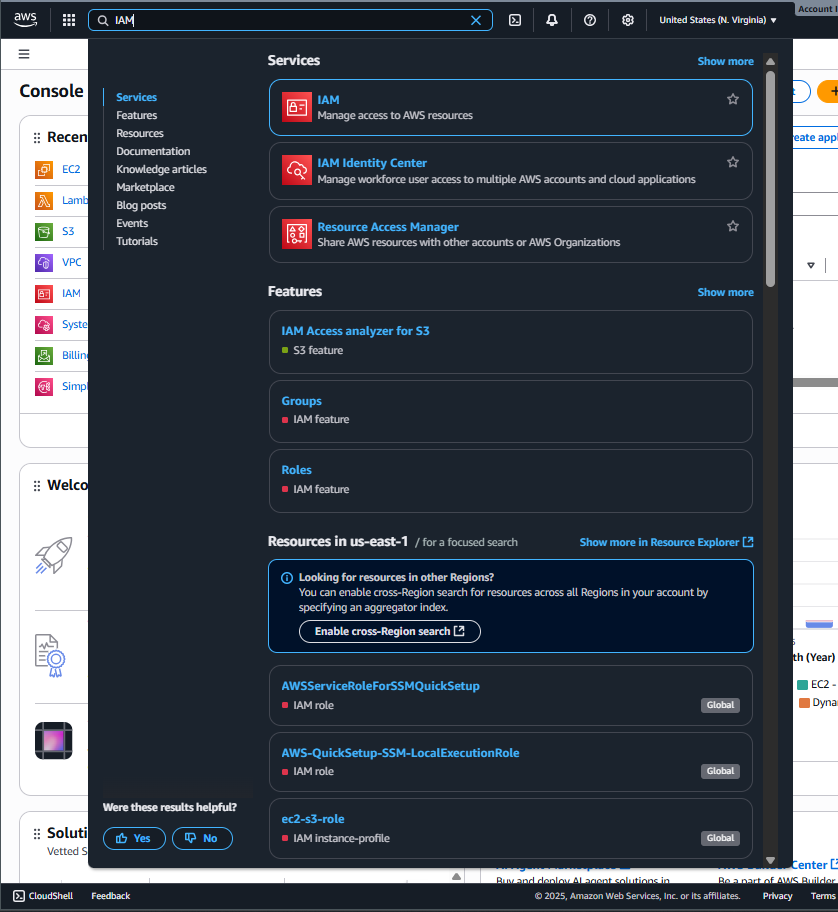 aws
IAM
United States (N. Virginia)
Account I
Console
Recen
EC2
Lamb
S3
VPC
IAM
Syste
Billing
Simpl
Welco
Soluti
Vetted S
Services
Features
Resources
Documentation
Knowledge articles
Marketplace
Blog posts
Events
Tutorials
Were these results helpful?
Yes
No
Services
Show more
IAM
Manage access to AWS resources
IAM Identity Center
Manage workforce user access to multiple AWS accounts and cloud applications
Resource Access Manager
Share AWS resources with other accounts or AWS Organizations
Features
Show more
IAM Access analyzer for S3
S3 feature
Groups
IAM feature
Roles
IAM feature
Resources in us-east-1 / for a focused search
Show more in Resource Explorer
Looking for resources in other Regions?
You can enable cross-Region search for resources across all Regions in your account by
specifying an aggregator index.
Enable cross-Region search
AWSServiceRoleForSSMQuickSetup
IAM role
Global
AWS-QuickSetup-SSM-LocalExecutionRole
IAM role
Global
ec2-s3-role
IAM instance-profile
Global
reate appl
th (Year)
EC2 -
Dynar
Center
Buy and deploy AI agent solutions in
Be a part of AWS Builder
CloudShell
Feedback
© 2025, Amazon Web Services, Inc. or its affiliates.
Privacy
Terms